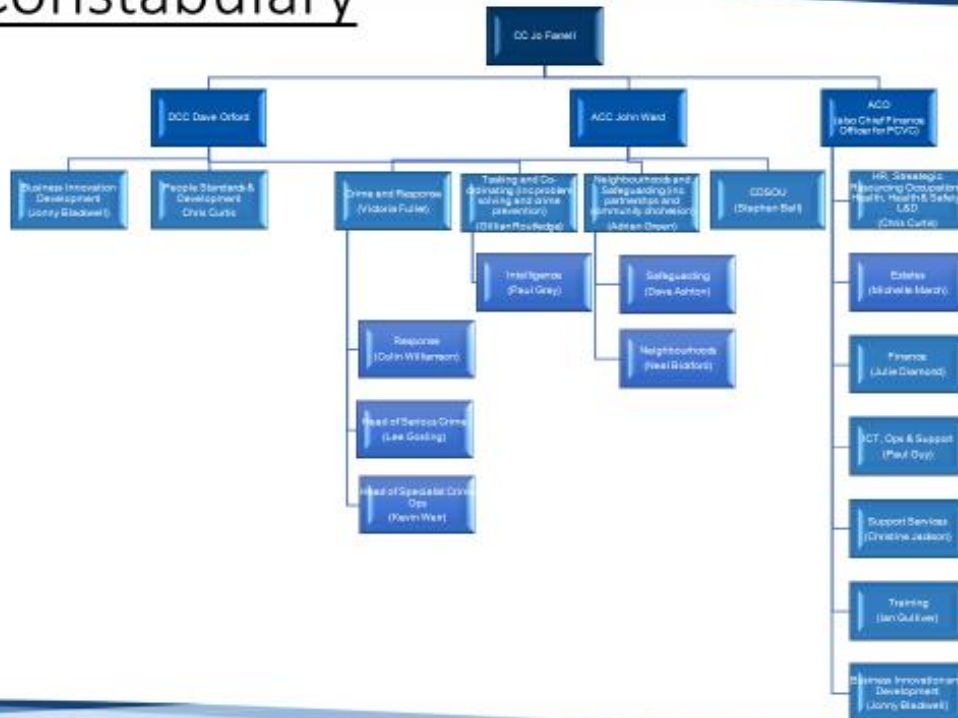 Constabulary
CC Jo Farrell
DCC Dave Orford
ACC John Ward
ACO
(also Chief Finance
Officer for PCVC)
Business Innovation
Development
(Jonny Blackwell)
People Standards &
Development
Chris Curtis
Crime and Response
(Victoria Fuller)
Tasking and Co-
ordinating (inc problem
solving and crime
prevention)
(Gillian Routledge)
Neighbourhoods and
Safeguarding (inc
partnerships and
community cohesion)
(Adrian Green)
CDSOU
(Stephen Ball)
HR, Strategic
Resourcing Occupation
Health, Health & Safety
L&D
(Chris Curtis)
Intelligence
(Paul Gray)
Safeguarding
(Dave Ashton)
Estates
(Michelle March)
Response
(Colin Williamson)
Neighbourhoods
(Neal Bickford)
Finance
(Julie Diamond)
Head of Serious Crime
(Lee Gosling)
ICT, Ops & Support
(Paul Guy)
Head of Specialist Crime
Ops
(Kevin Weir)
Support Services
(Christine Jackson)
Training
(Ian Gulliver)
Business Innovation an
Development
(Jonny Blackwell)